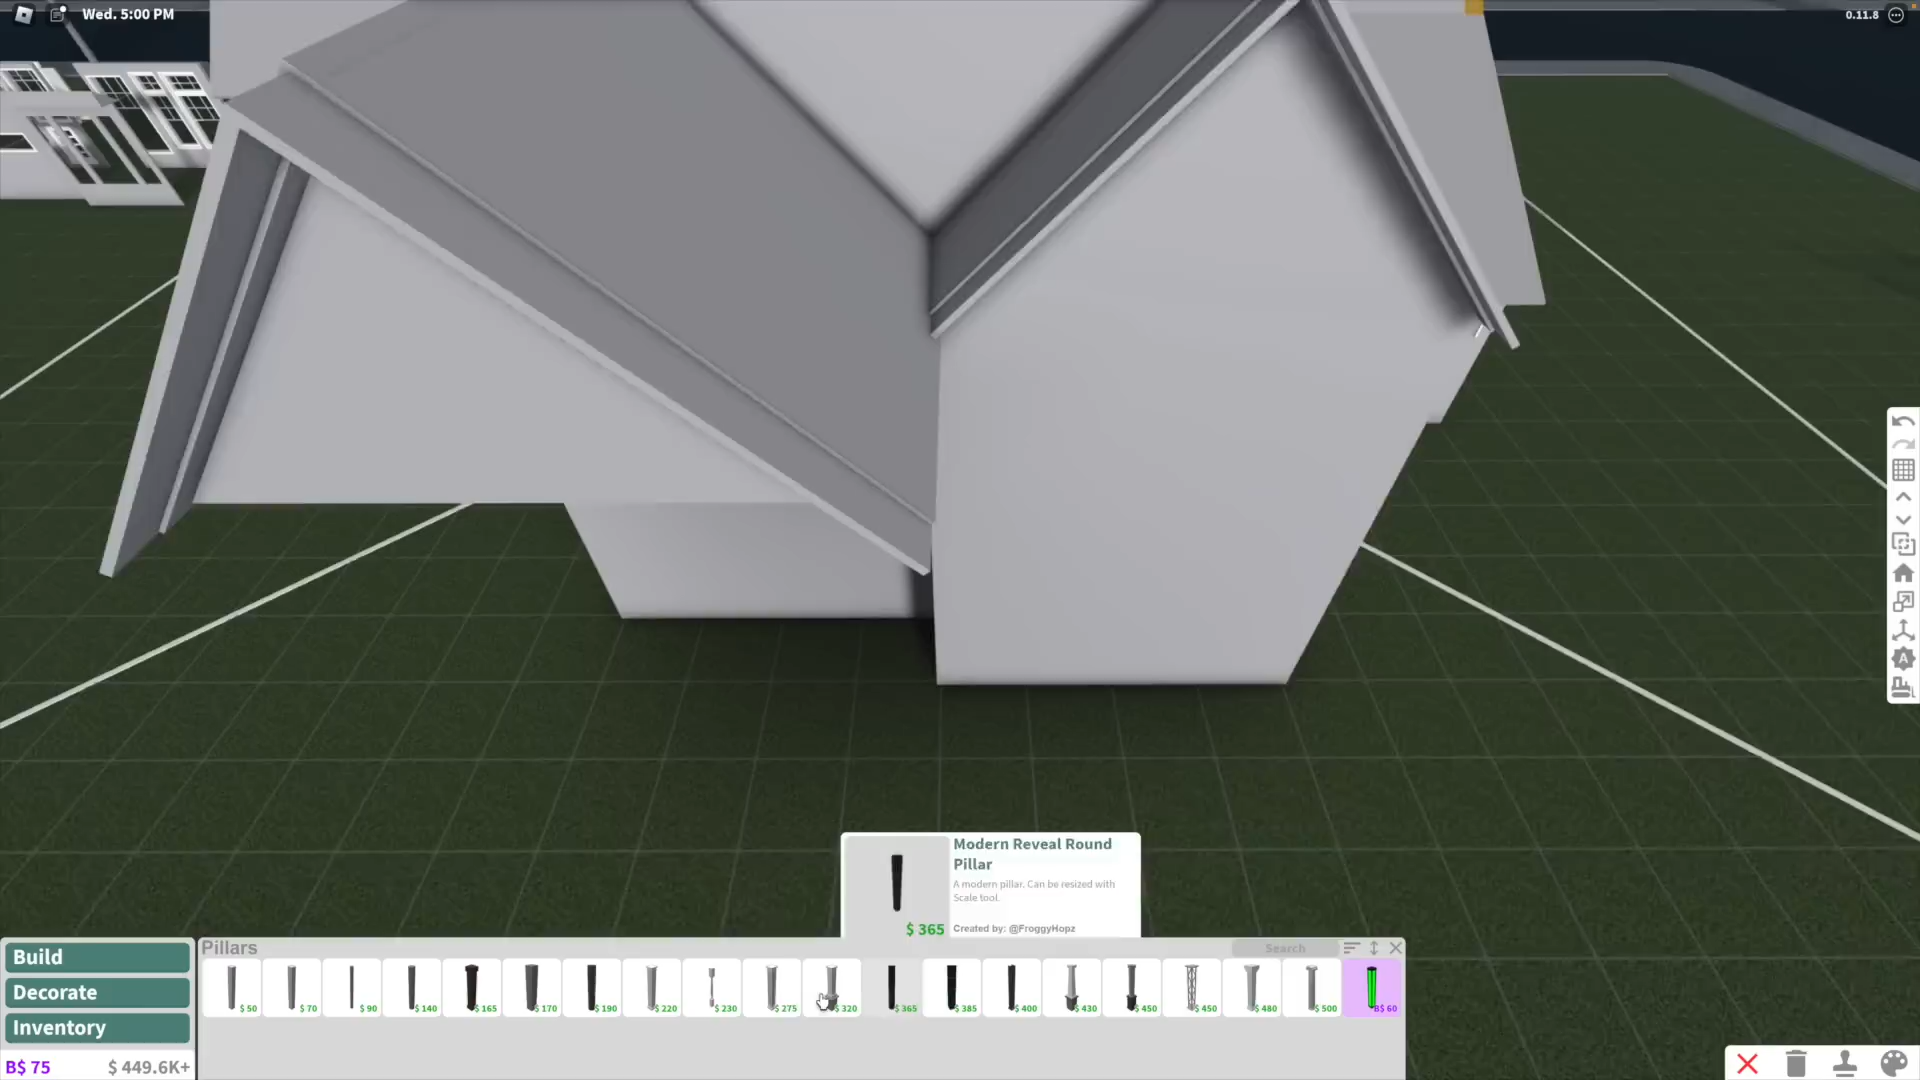 Wed. 5:00 PM
0.11.8
Modern Reveal Round
Pillar
A modern pillar. Can be resized with
Scale tool.
$ 365
Created by: @FroggyHopz
Build
Decorate
Inventory
B$ 75
$ 449.6K+
Pillars
Search
$ 50
$ 70
$ 90
$ 140
$ 165
$ 170
$ 190
$ 220
$ 230
$ 275
$ 320
$ 365
$ 385
$ 400
$ 430
$ 450
$ 450
$ 480
$ 500
B$ 60
A